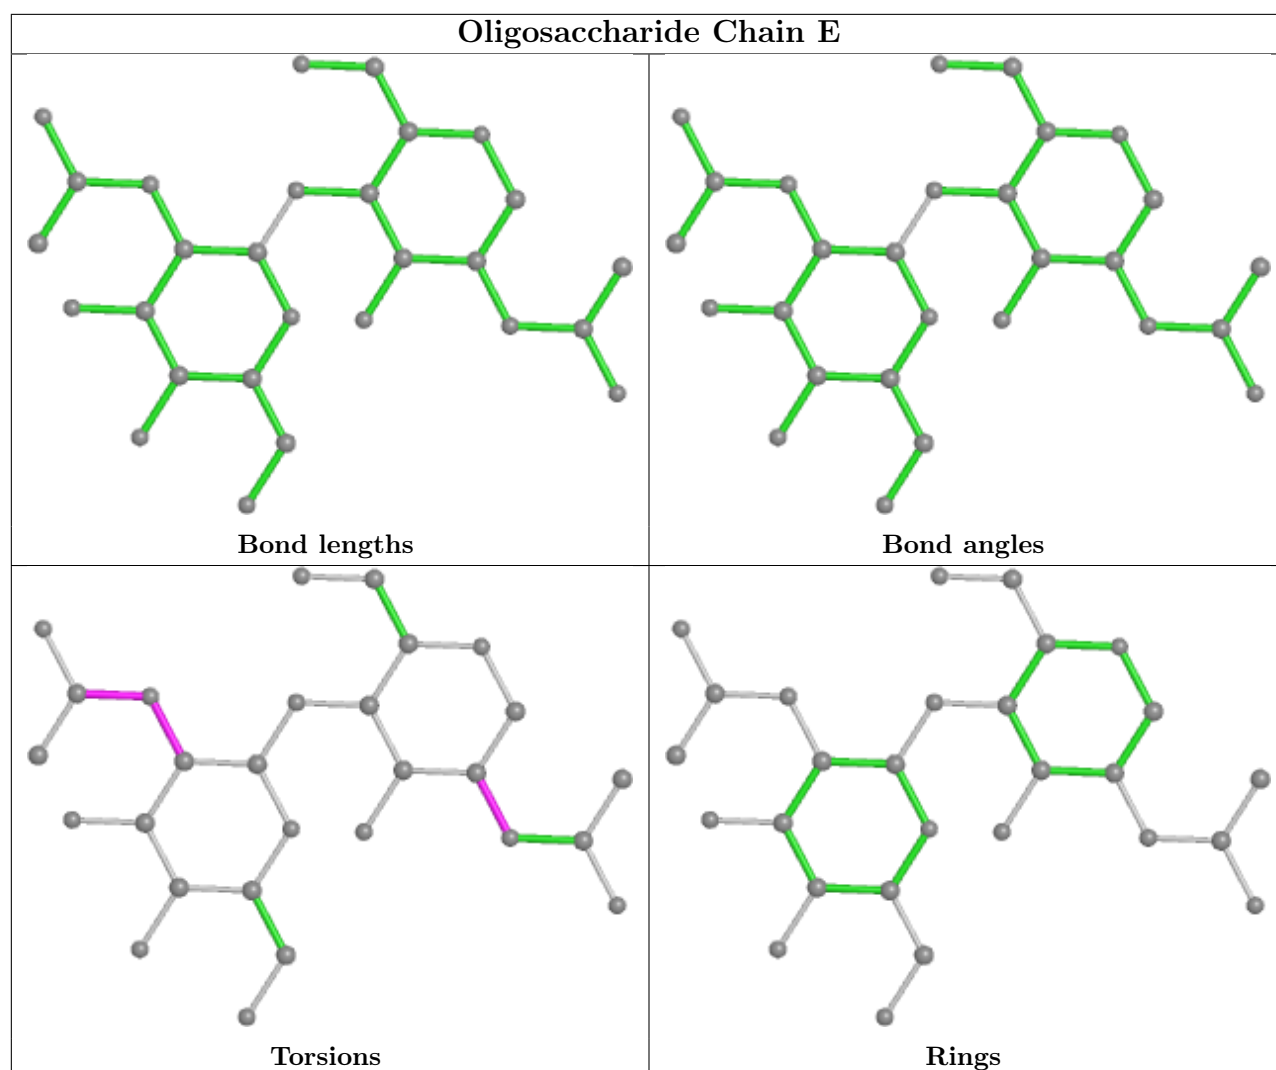 Oligosaccharide Chain E
Bond lengths
Bond angles
Torsions
Rings